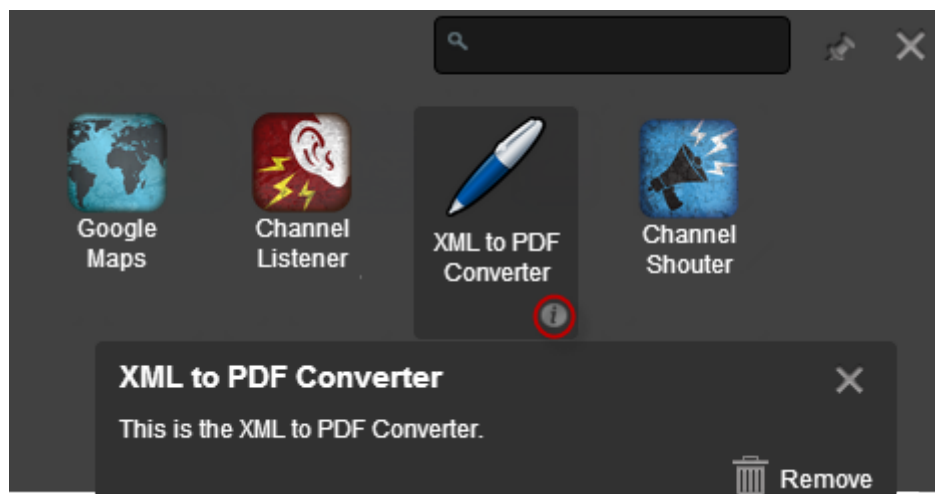 Google
Maps
Channel
Listener
XML to PDF
Converter
Channel
Shouter
i
XML to PDF Converter
This is the XML to PDF Converter.
Remove